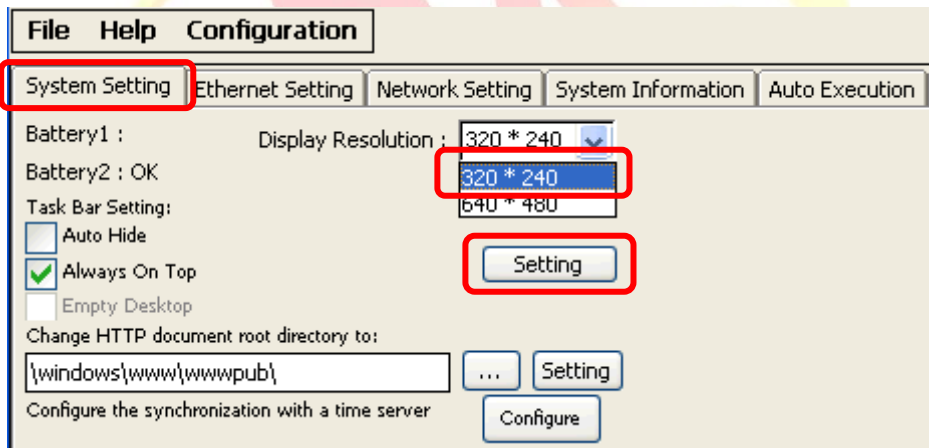 File Help Configuration
System Setting Ethernet Setting Network Setting System Information Auto Execution
Battery1 : Display Resolution : 320 * 240
Battery2 : OK 320 * 240
Task Bar Setting: 640 * 480
Auto Hide
Always On Top Setting
Empty Desktop
Change HTTP document root directory to:
\windows\www\wwwpub\ ... Setting
Configure the synchronization with a time server Configure